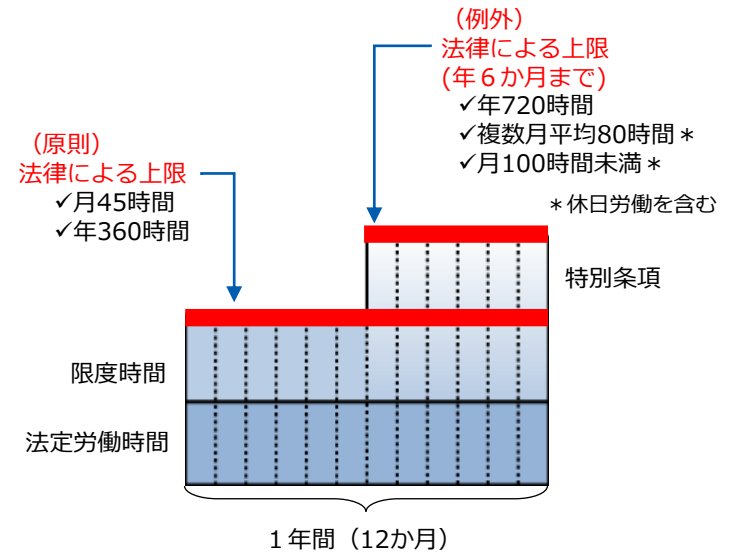 （例外）
法律による上限
(年６か月まで)
✓年720時間
✓複数月平均80時間＊
✓月100時間未満＊
＊休日労働を含む
（原則）
法律による上限
✓月45時間
✓年360時間
特別条項
限度時間
法定労働時間
１年間（12か月）